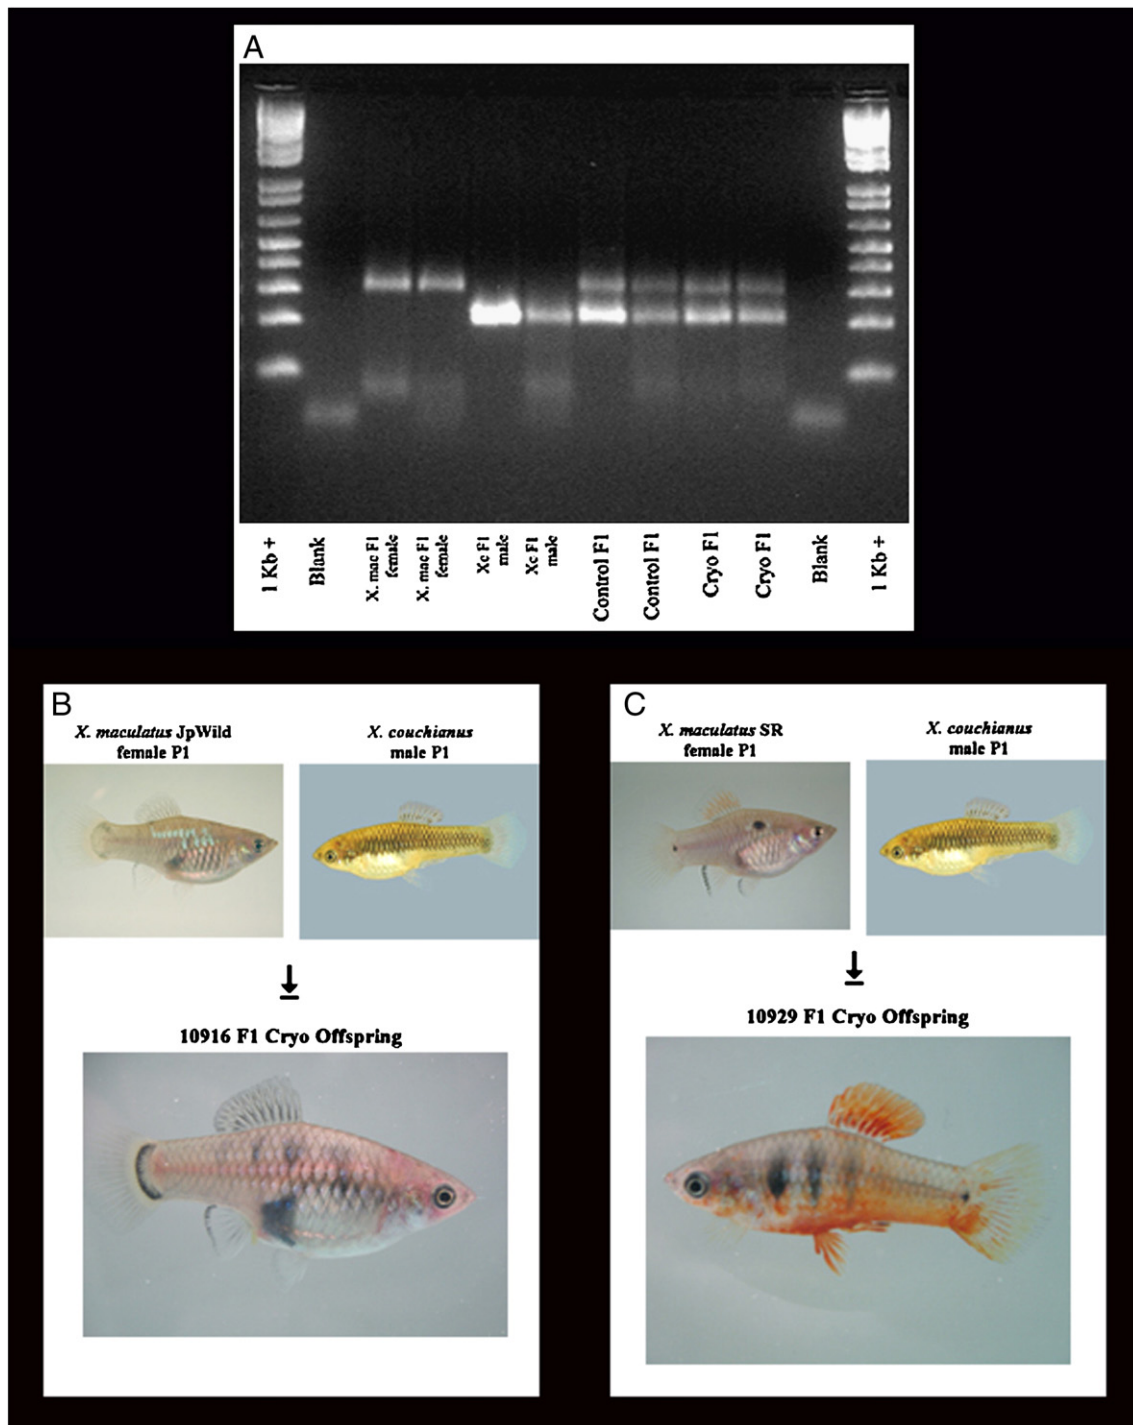 A
1 Kb +
Blank
X. mac F1
female
X. mac F1
female
Xc F1
male
Xc F1
male
Control F1
Control F1
Cryo F1
Cryo F1
Blank
1 Kb +
B
X. maculatus JpWild
female P1
X. couchianus
male P1
10916 F1 Cryo Offspring
C
X. maculatus SR
female P1
X. couchianus
male P1
10929 F1 Cryo Offspring